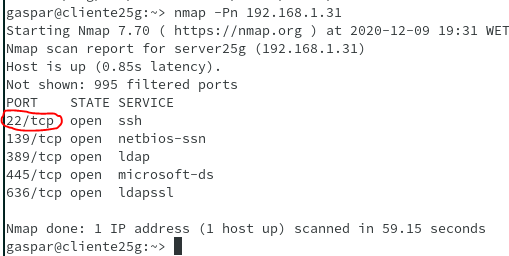 gaspar@cliente25g:~> nmap -Pn 192.168.1.31
Starting Nmap 7.70 ( https://nmap.org ) at 2020-12-09 19:31 WET
Nmap scan report for server25g (192.168.1.31)
Host is up (0.85s latency).
Not shown: 995 filtered ports
PORT    STATE SERVICE
22/tcp  open  ssh
139/tcp open  netbios-ssn
389/tcp open  ldap
445/tcp open  microsoft-ds
636/tcp open  ldapssl
Nmap done: 1 IP address (1 host up) scanned in 59.15 seconds
gaspar@cliente25g:~>